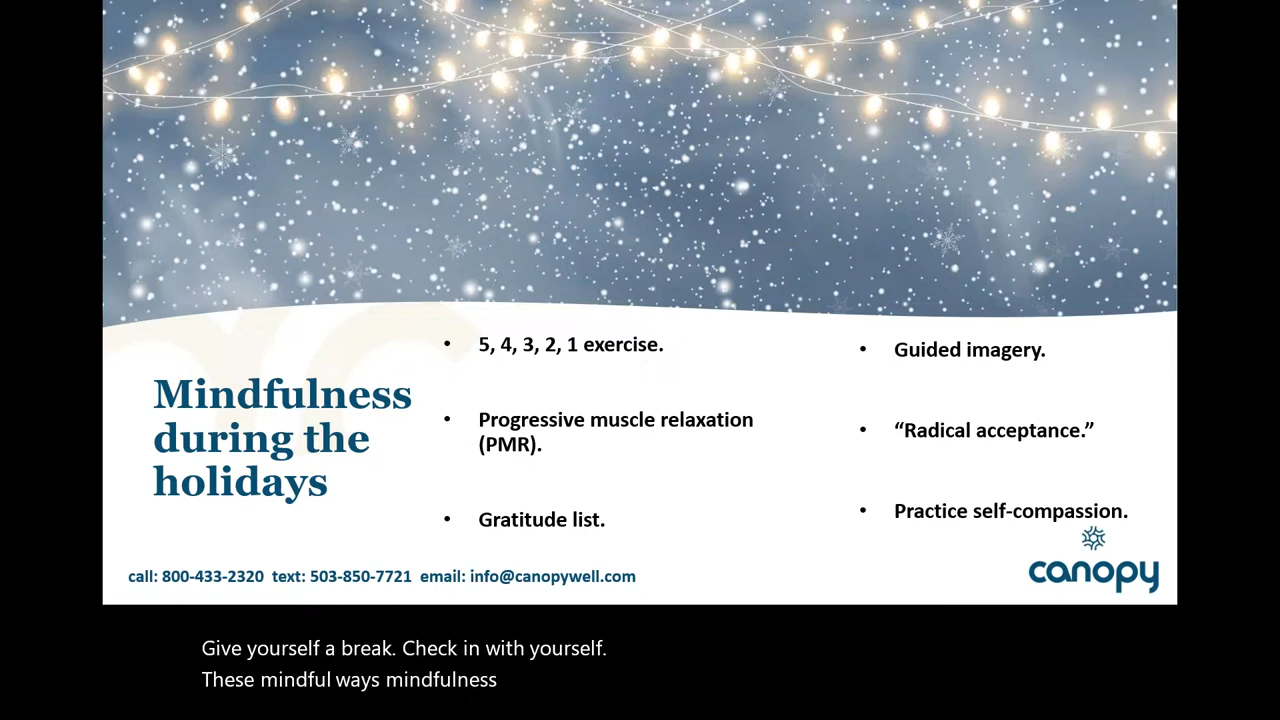 Mindfulness
during the
holidays
• 5, 4, 3, 2, 1 exercise.
• Progressive muscle relaxation
(PMR).
• Gratitude list.
• Guided imagery.
• “Radical acceptance.”
• Practice self-compassion.
call: 800-433-2320 text: 503-850-7721 email: info@canopywell.com
canopy
Give yourself a break. Check in with yourself.
These mindful ways mindfulness